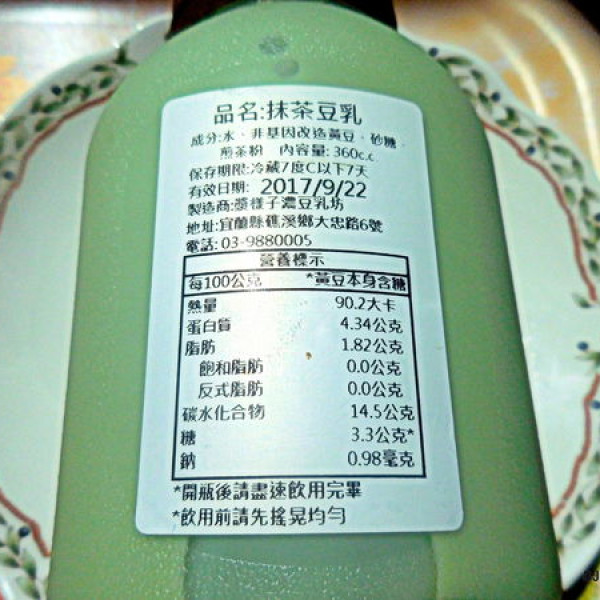 品名:抹茶豆乳
成分:水、非基因改造黃豆、砂糖、
煎茶粉 內容量:360c.c
保存期限:冷藏7度C以下7天
有效日期: 2017/9/22
製造商:漿樣子濃豆乳坊
地址:宜蘭縣礁溪鄉大忠路6號
電話:03-9880005
營養標示
每100公克 *黃豆本身含糖
熱量 90.2大卡
蛋白質 4.34公克
脂肪 1.82公克
飽和脂肪 0.0公克
反式脂肪 0.0公克
碳水化合物 14.5公克
糖 3.3公克*
鈉 0.98毫克
*開瓶後請盡速飲用完畢
*飲用前請先搖晃均勻